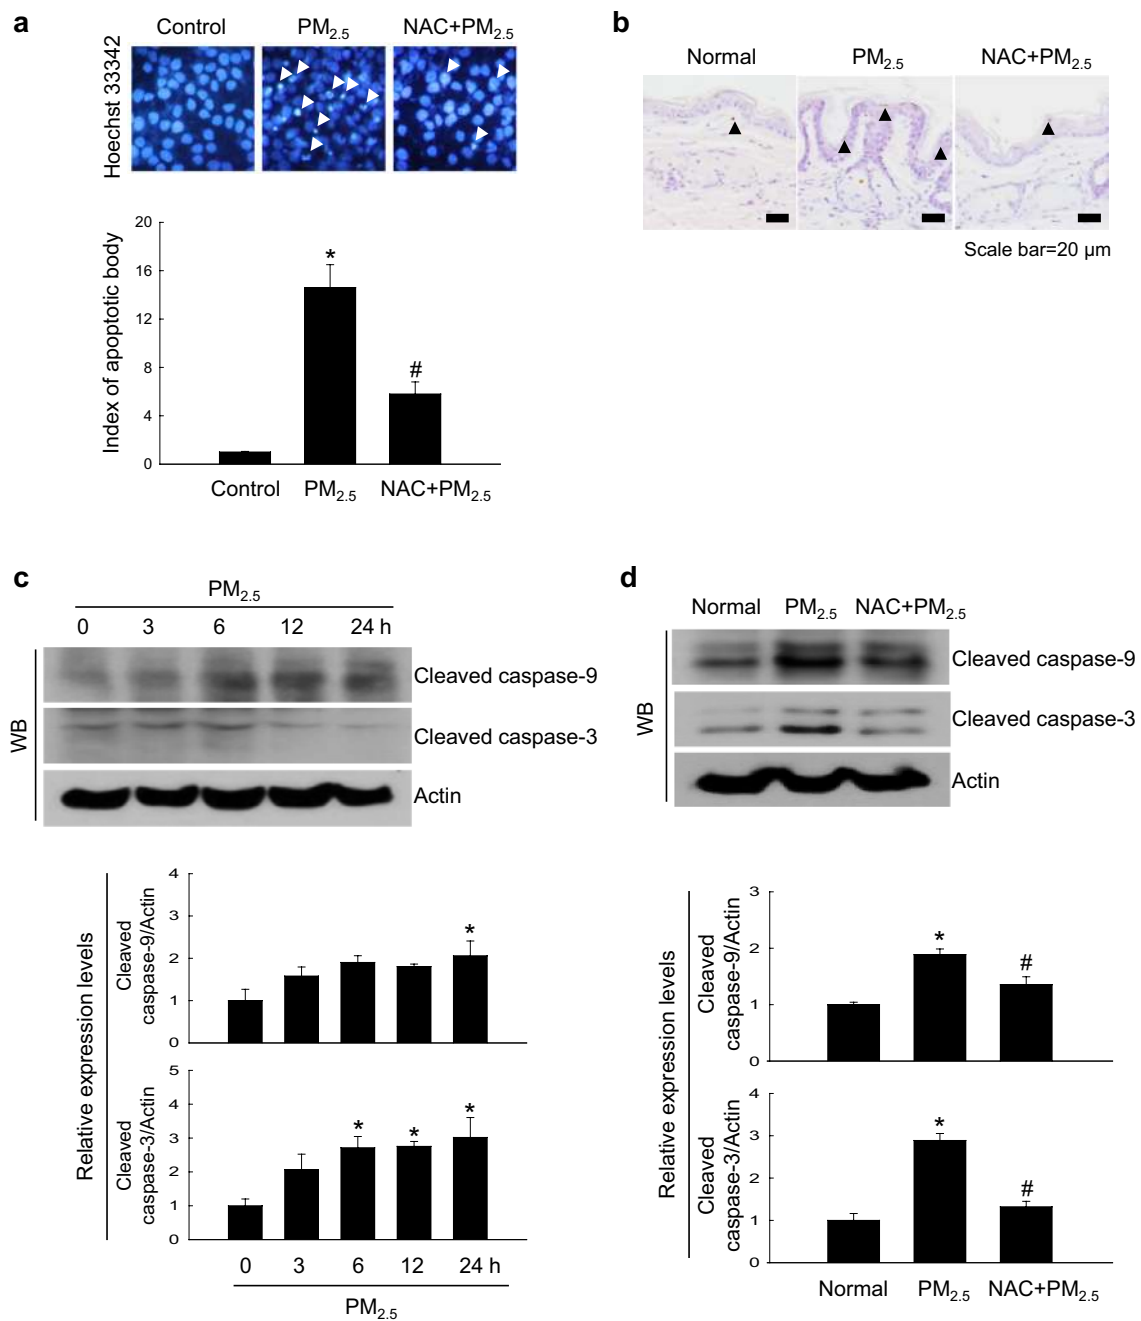 a
Control PM2.5 NAC+PM2.5
Hoechst 33342
20
16
12
8
4
0
Index of apoptotic body
*
#
Control PM2.5 NAC+PM2.5
b
Normal PM2.5 NAC+PM2.5
Scale bar=20 μm
c
PM2.5
0 3 6 12 24 h
WB
Cleaved caspase-9
Cleaved caspase-3
Actin
Relative expression levels
Cleaved
caspase-9/Actin
4
3
2
1
0
*
Cleaved
caspase-3/Actin
5
4
3
2
1
0
* * *
0 3 6 12 24 h
PM2.5
d
Normal PM2.5 NAC+PM2.5
WB
Cleaved caspase-9
Cleaved caspase-3
Actin
Relative expression levels
Cleaved
caspase-9/Actin
3
2
1
0
*
#
Cleaved
caspase-3/Actin
4
3
2
1
0
*
#
Normal PM2.5 NAC+PM2.5